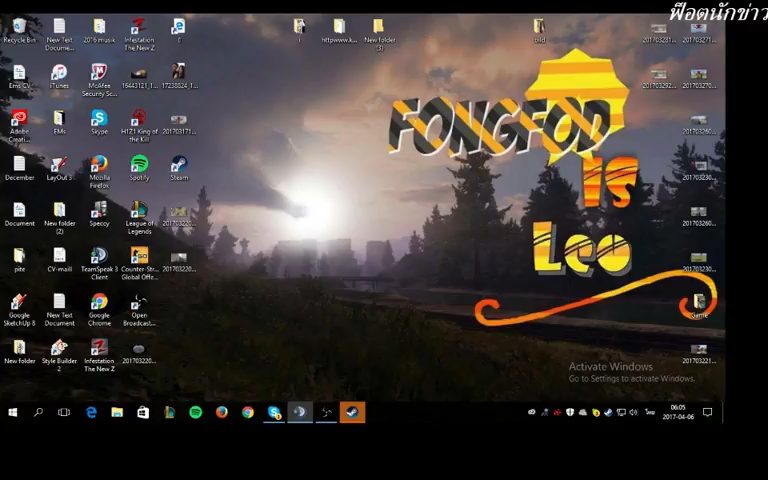 ฟ็อตนักข่าว
Recycle Bin
New Text Docume...
2016 musik
Infestation The New Z
New Folder (3)
Ems CV
iTunes
McAfee Security Sc...
Adobe Creati...
EMs
Skype
H1Z1 King of the Kill
December
LayOut 3
Mozilla Firefox
Spotify
Steam
Document
New folder (2)
Speccy
League of Legends
pite
CV-maill
TeamSpeak 3 Client
Counter-Str... Global Offe...
Google SketchUp 8
New Text Document
Google Chrome
Open Broadcast...
New folder
Style Builder 2
Infestation The New Z
FONGFOD
IS
Leo
Game
Activate Windows
Go to Settings to activate Windows.
06:05
2017-04-06